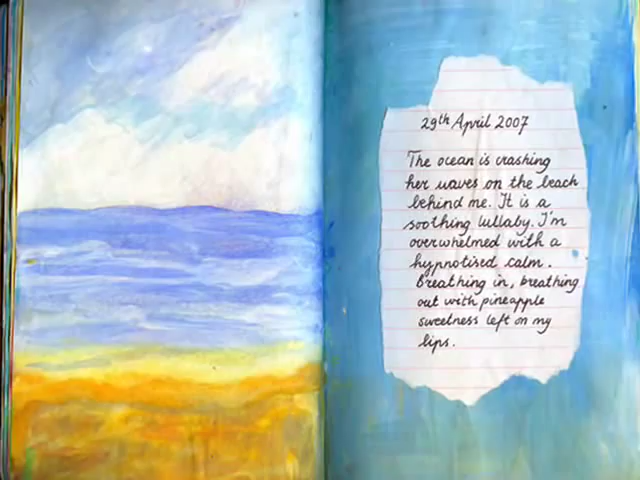 29th April 2007
The ocean is crashing
her waves on the beach
behind me. It is a
soothing lullaby. I'm
overwhelmed with a
hypnotised calm.
Breathing in, breathing
out with pineapple
sweetness left on my
lips.